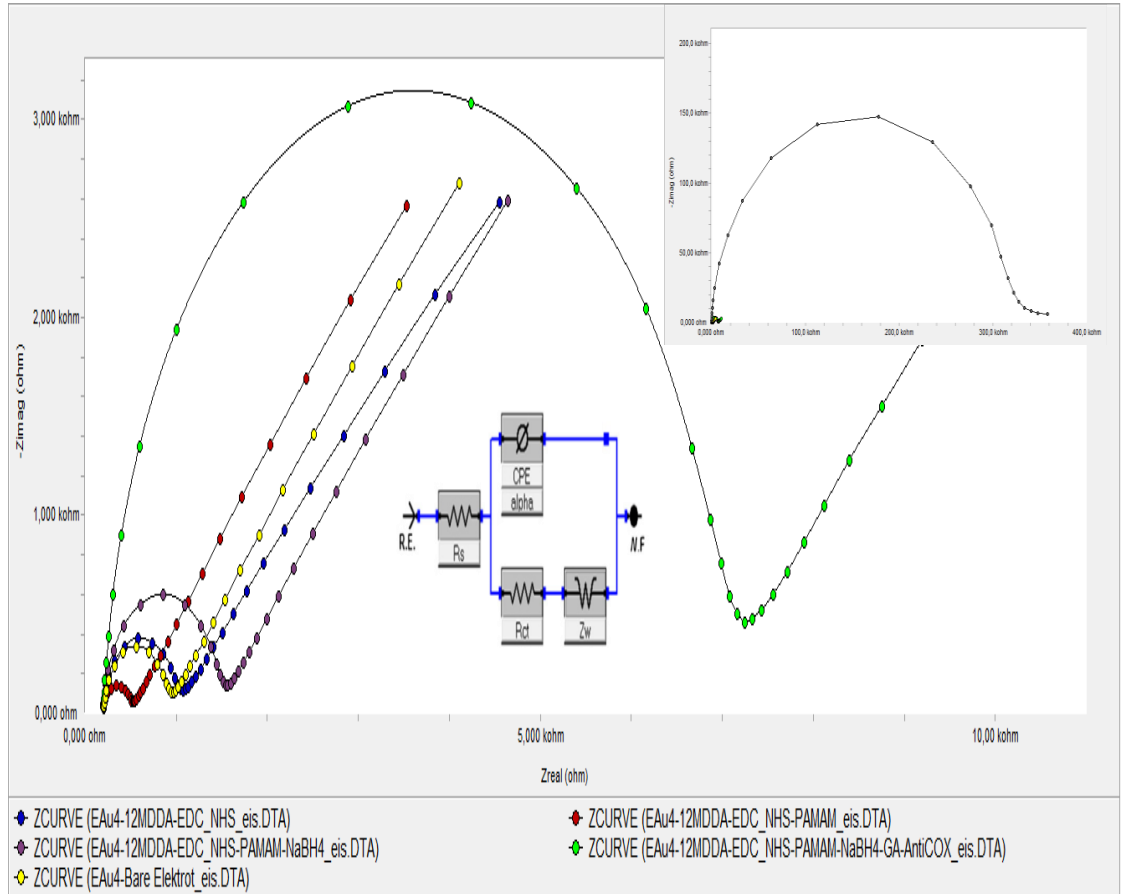 -Zimag (ohm)
3,000 kohm
2,000 kohm
1,000 kohm
0,000 ohm
0,000 ohm
5,000 kohm
10,00 kohm
Zreal (ohm)
-Zimag (ohm)
200,0 kohm
150,0 kohm
100,0 kohm
50,00 kohm
0,000 ohm
0,000 ohm
100,0 kohm
200,0 kohm
300,0 kohm
400,0 kohm
R.E.
Rs
CPE
alpha
Rct
Zw
ZCURVE (EAu4-12MDDA-EDC_NHS_eis.DTA)
ZCURVE (EAu4-12MDDA-EDC_NHS-PAMAM_eis.DTA)
ZCURVE (EAu4-12MDDA-EDC_NHS-PAMAM-NaBH4_eis.DTA)
ZCURVE (EAu4-12MDDA-EDC_NHS-PAMAM-NaBH4-GA-AntiCOX_eis.DTA)
ZCURVE (EAu4-Bare Elektrot_eis.DTA)